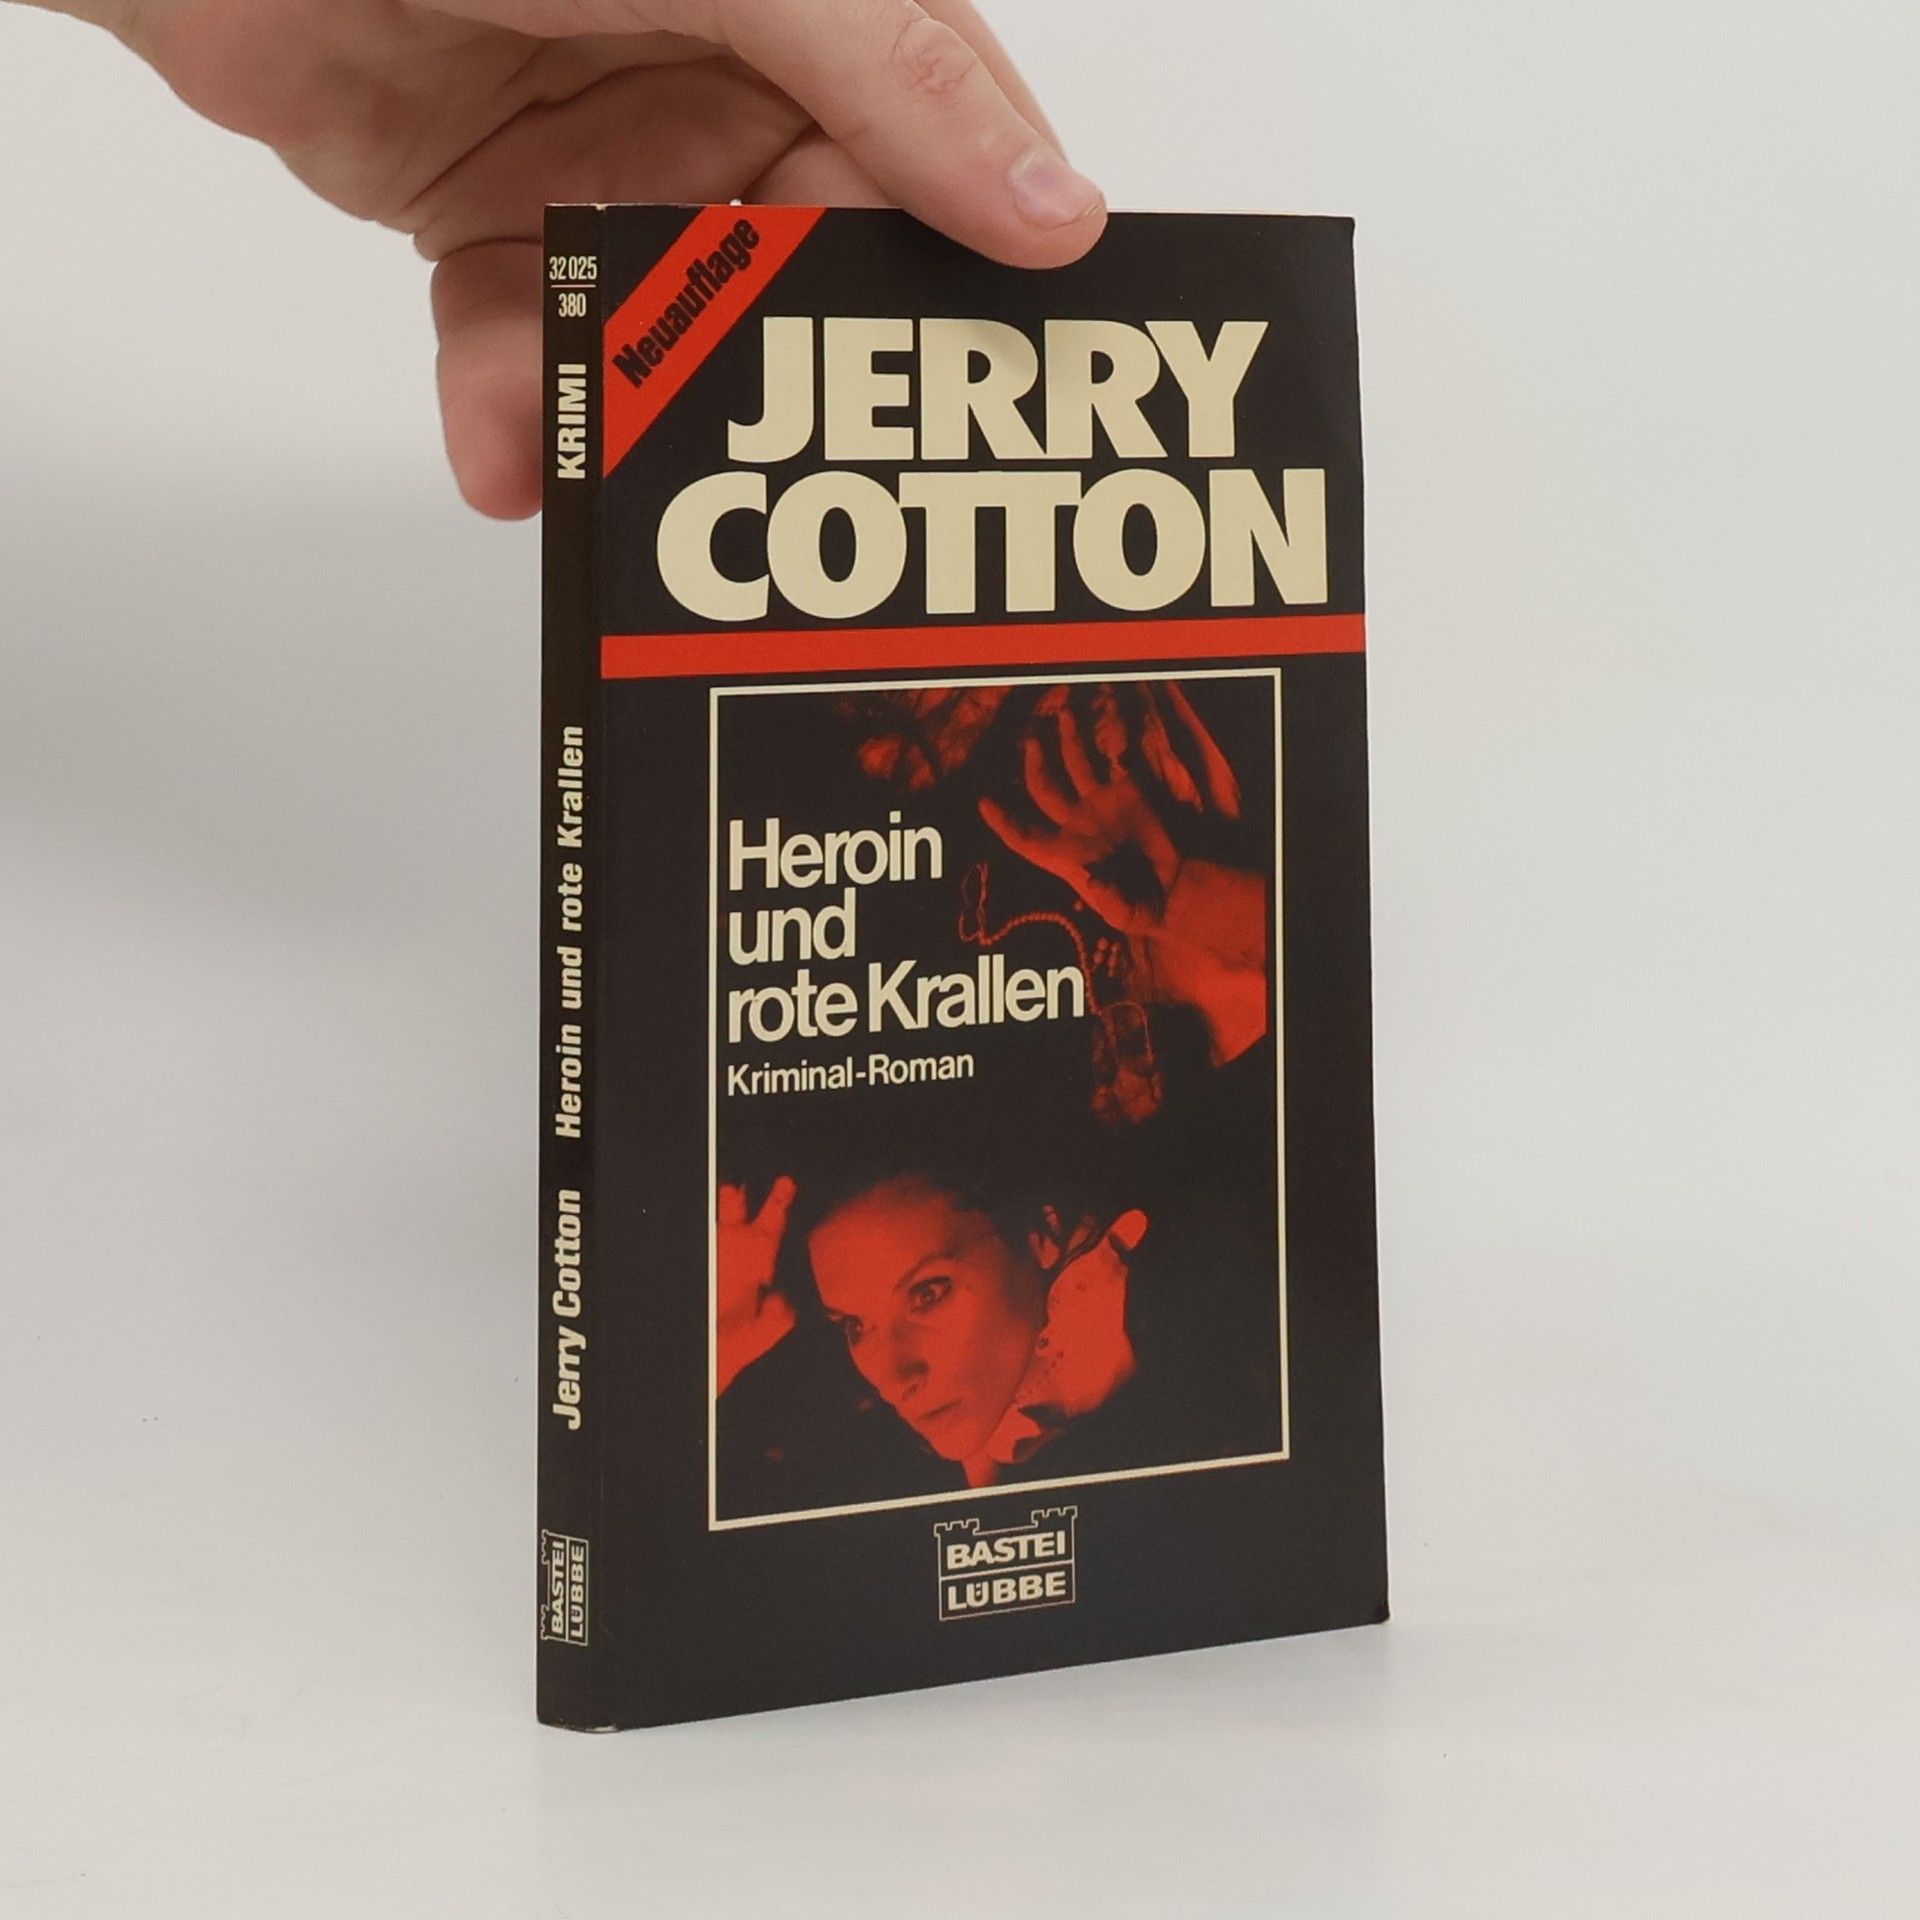 32 025
380
KRIMI
Heroin und rote Krallen
Jerry Cotton
BASTEI
LÜBBE
Neuauflage
JERRY
COTTON
Heroin
und
rote Krallen
Kriminal-Roman
BASTEI
LÜBBE